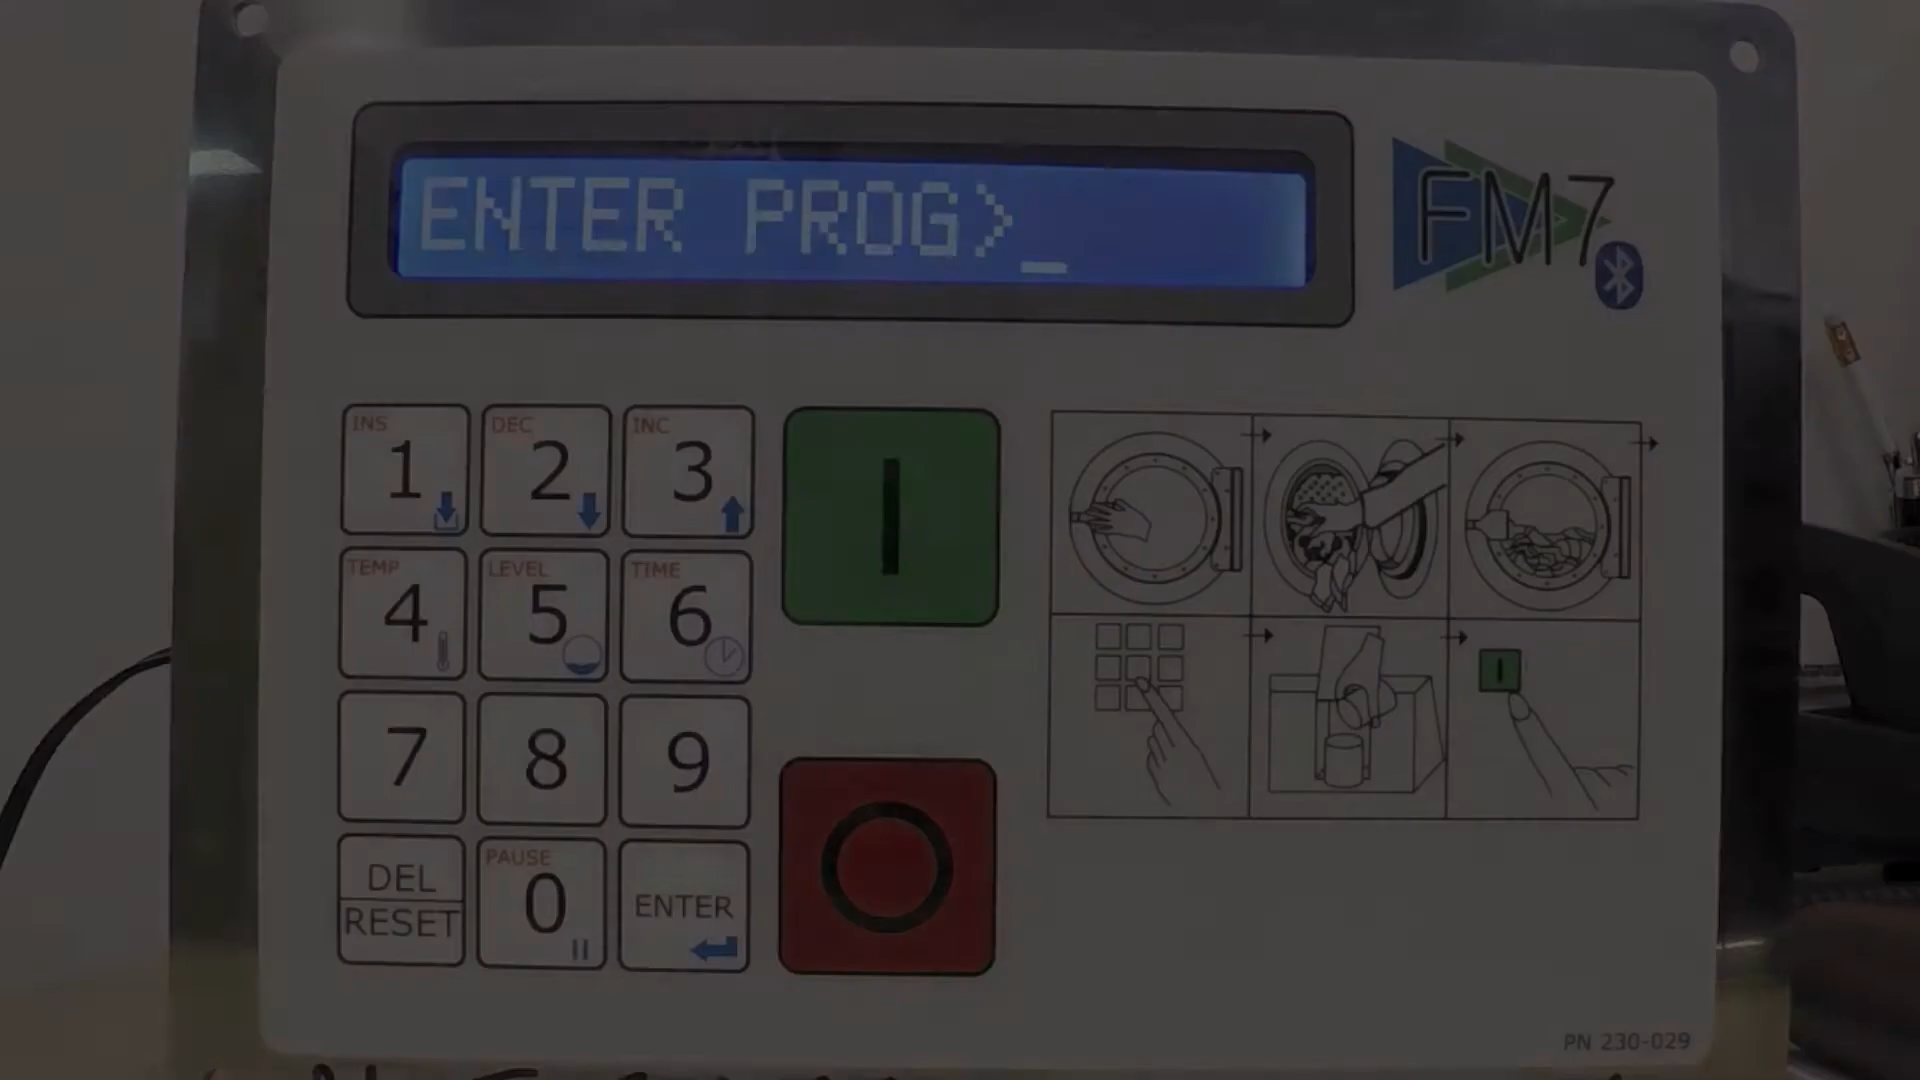 ENTER PROG>_
FM7
INS
1
DEC
2
INC
3
TEMP
4
LEVEL
5
TIME
6
7
8
9
DEL
RESET
PAUSE
0
ENTER
PN 230-029